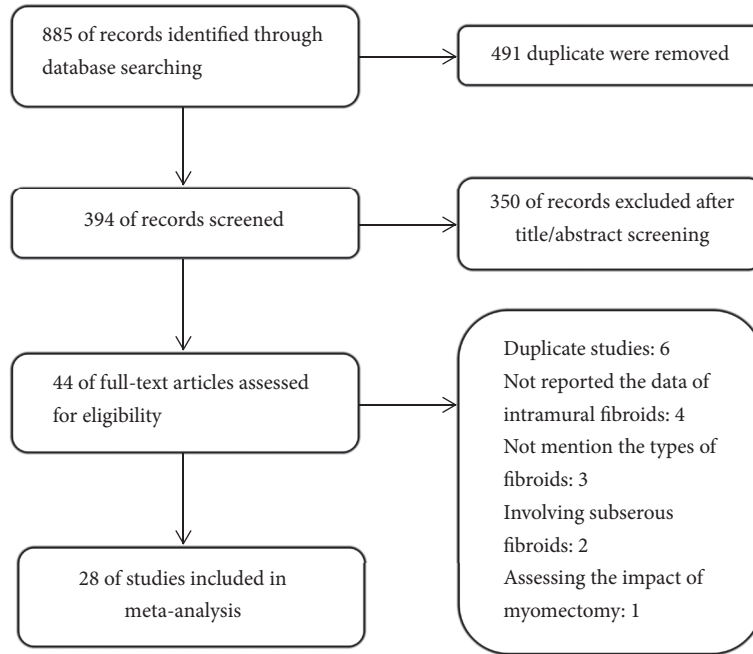 885 of records identified through
database searching
491 duplicate were removed
394 of records screened
350 of records excluded after
title/abstract screening
44 of full-text articles assessed
for eligibility
Duplicate studies: 6
Not reported the data of
intramural fibroids: 4
Not mention the types of
fibroids: 3
Involving subserous
fibroids: 2
Assessing the impact of
myomectomy: 1
28 of studies included in
meta-analysis